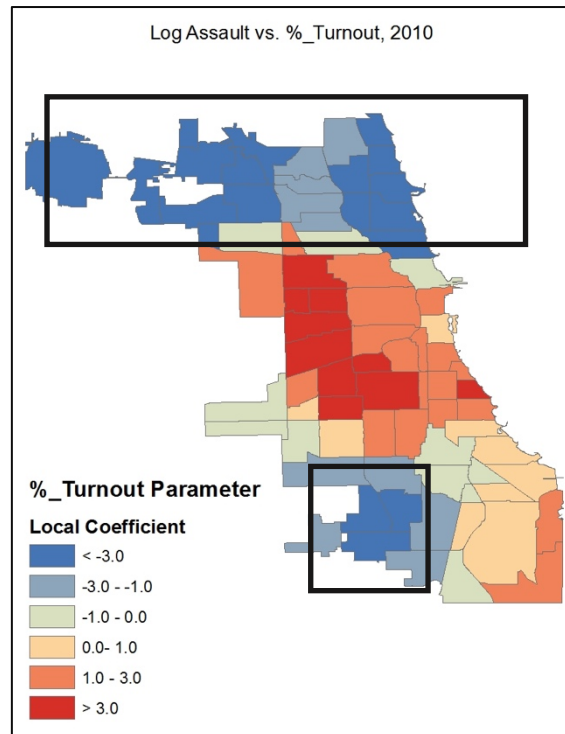 Log Assault vs. %_Turnout, 2010
%_Turnout Parameter
Local Coefficient
< -3.0
-3.0 - -1.0
-1.0 - 0.0
0.0- 1.0
1.0 - 3.0
> 3.0